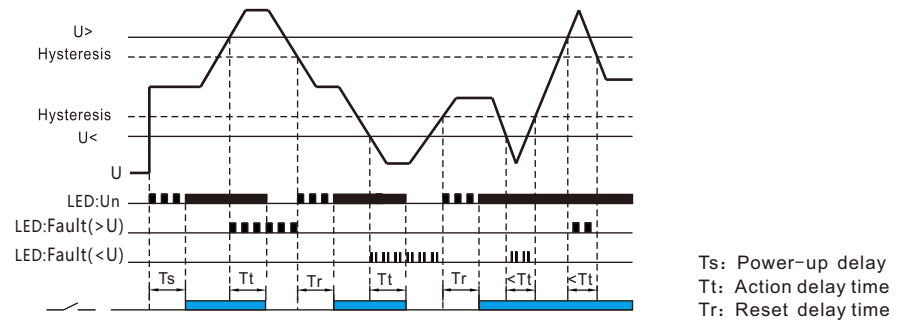 U>
Hysteresis
Hysteresis
U<
U
LED:Un
LED:Fault(>U)
LED:Fault(<U)
Ts Tt Tr Tt Tr <Tt <Tt
Ts: Power-up delay
Tt: Action delay time
Tr: Reset delay time